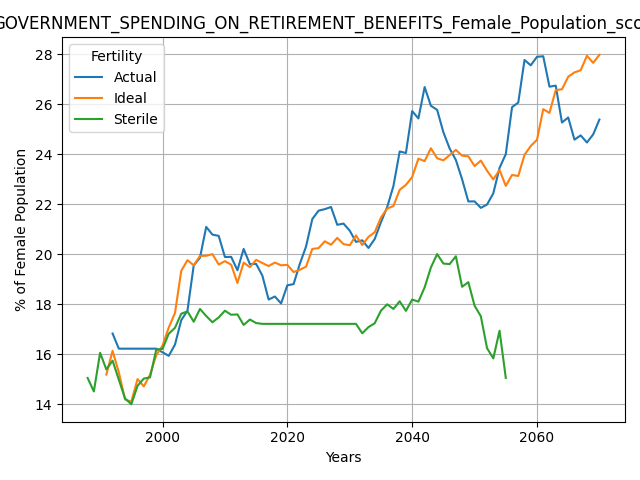 GOVERNMENT_SPENDING_ON_RETIREMENT_BENEFITS_Female_Population_sco
Fertility
Actual
Ideal
Sterile
% of Female Population
28
26
24
22
20
18
16
14
2000 2020 2040 2060
Years